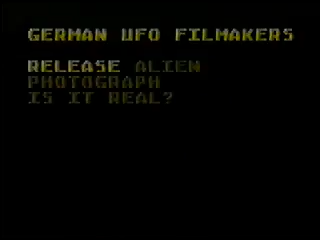 GERMAN UFO FILMAKERS
RELEASE ALIEN
PHOTOGRAPH
IS IT REAL?